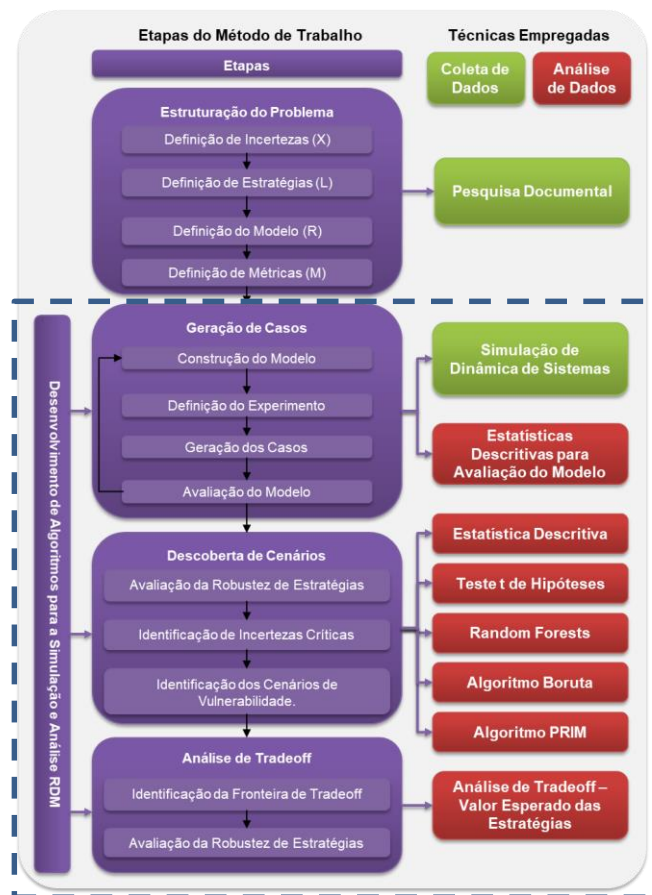 Etapas do Método de Trabalho
Técnicas Empregadas
Etapas
Coleta de
Dados
Análise
de Dados
Estruturação do Problema
Definição de Incertezas (X)
Definição de Estratégias (L)
Definição do Modelo (R)
Definição de Métricas (M)
Pesquisa Documental
Desenvolvimento de Algoritmos para a Simulação e Análise RDM
Geração de Casos
Construção do Modelo
Definição do Experimento
Geração dos Casos
Avaliação do Modelo
Simulação de
Dinâmica de Sistemas
Estatísticas
Descritivas para
Avaliação do Modelo
Descoberta de Cenários
Avaliação da Robustez de Estratégias
Identificação de Incertezas Críticas
Identificação dos Cenários de
Vulnerabilidade.
Estatística Descritiva
Teste t de Hipóteses
Random Forests
Algoritmo Boruta
Algoritmo PRIM
Análise de Tradeoff
Identificação da Fronteira de Tradeoff
Avaliação da Robustez de Estratégias
Análise de Tradeoff –
Valor Esperado das
Estratégias